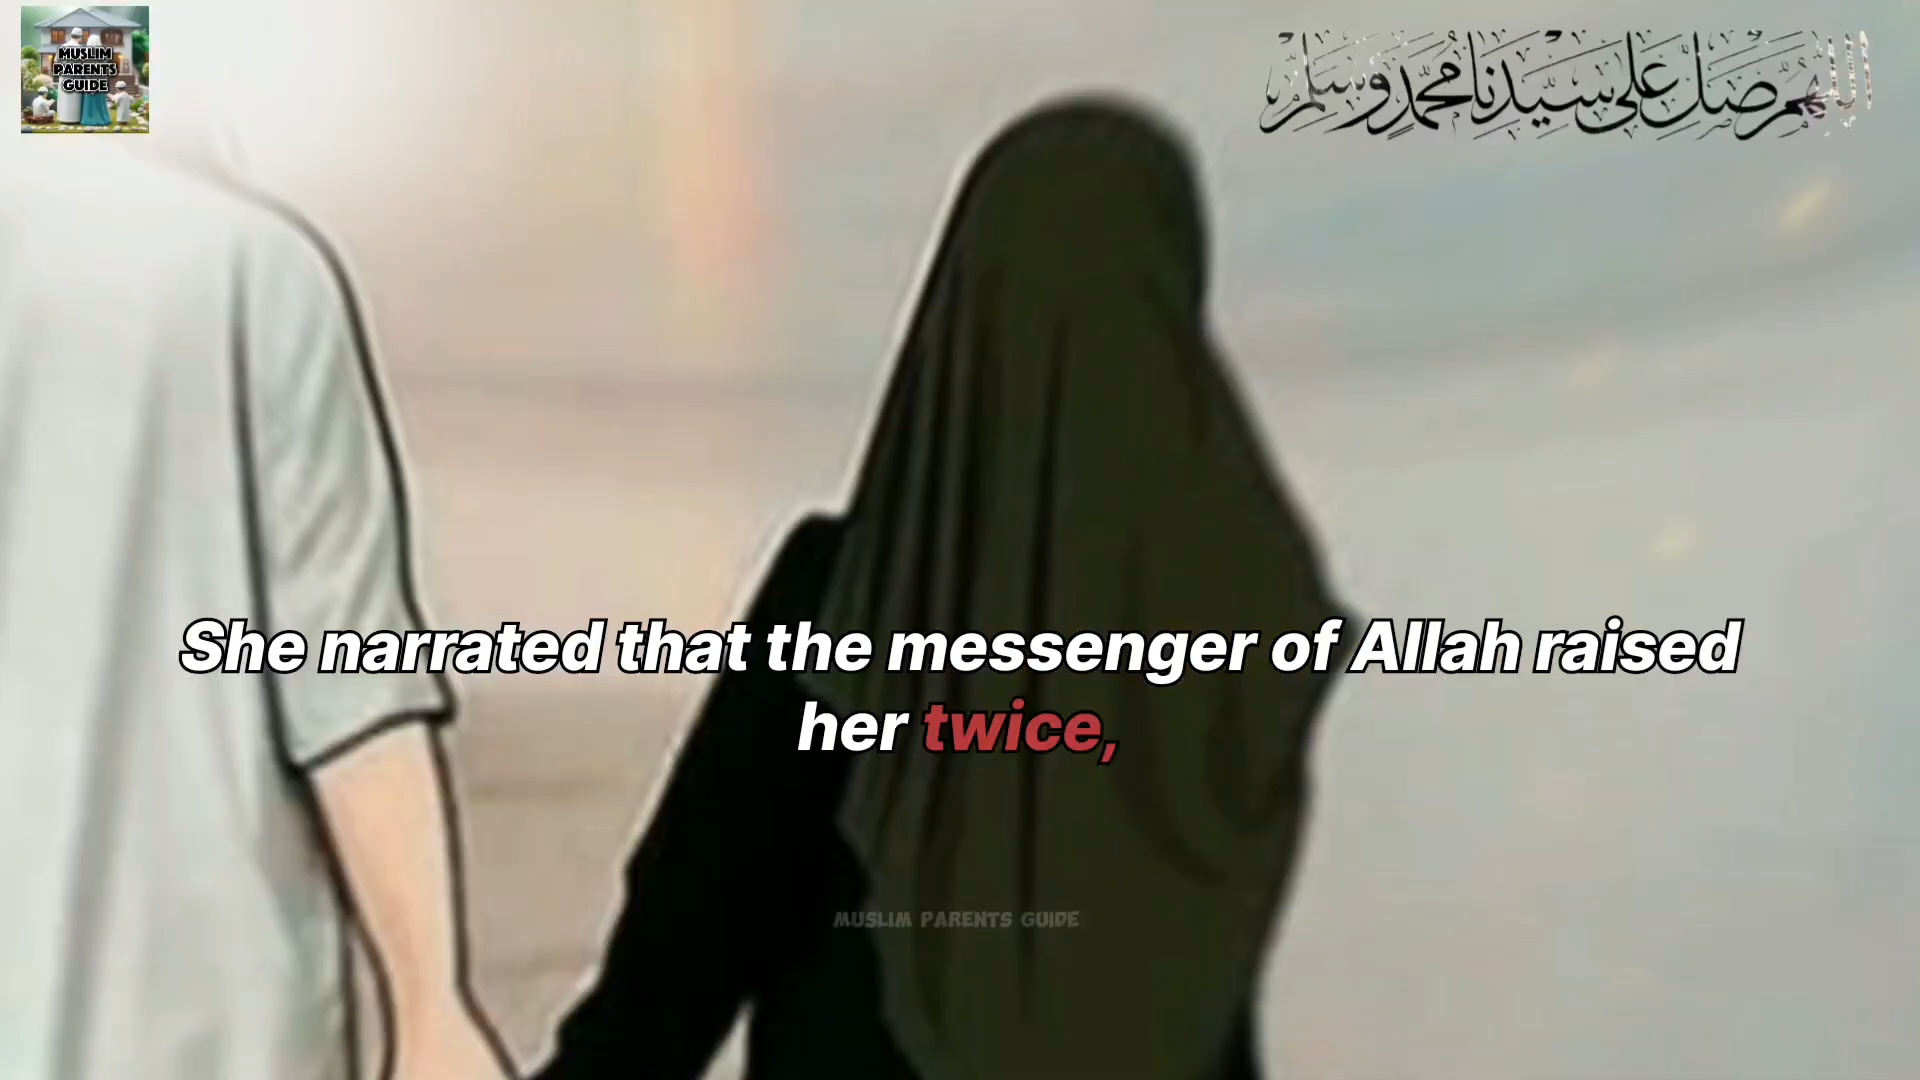 MUSLIM
PARENTS
GUIDE
اللهم صل على سيدنا محمد وسلم
She narrated that the messenger of Allah raised
her twice,
MUSLIM PARENTS GUIDE